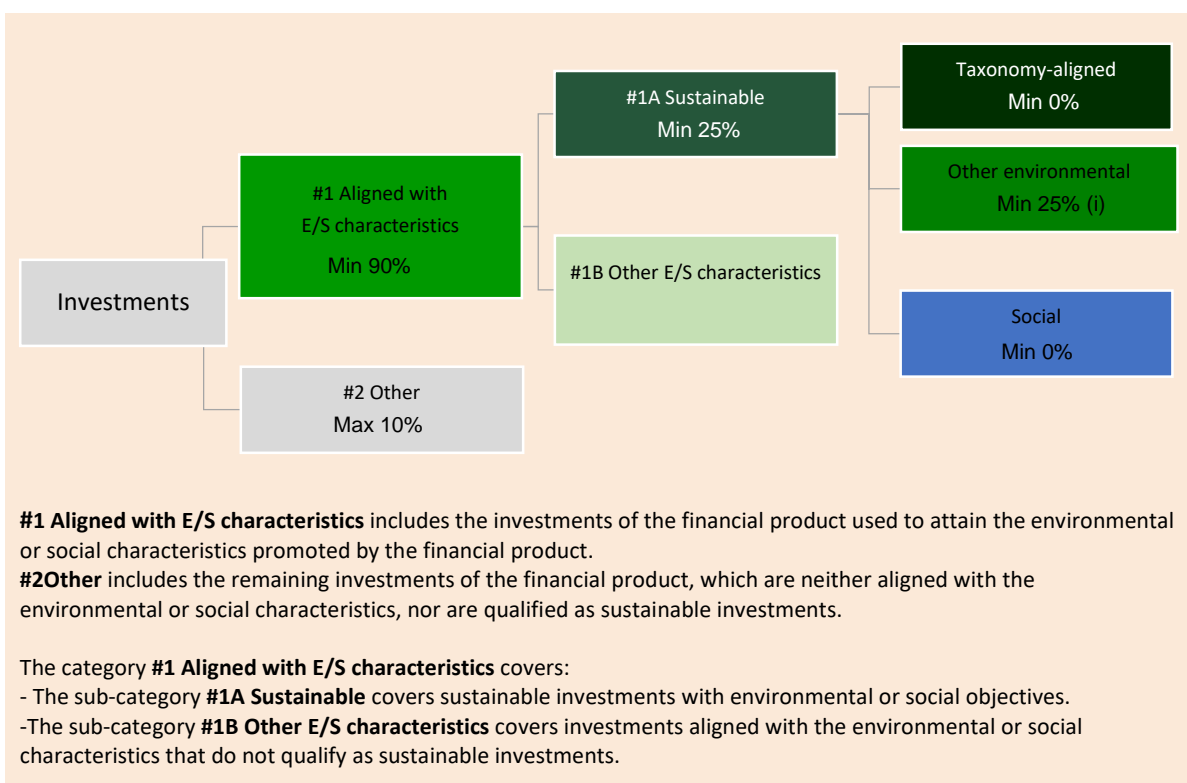 Taxonomy-aligned
Min 0%
#1A Sustainable
Min 25%
Other environmental
Min 25% (i)
#1 Aligned with
E/S characteristics
Min 90%
#1B Other E/S characteristics
Investments
Social
Min 0%
#2 Other
Max 10%
#1 Aligned with E/S characteristics includes the investments of the financial product used to attain the environmental
or social characteristics promoted by the financial product.
#2Other includes the remaining investments of the financial product, which are neither aligned with the
environmental or social characteristics, nor are qualified as sustainable investments.
The category #1 Aligned with E/S characteristics covers:
- The sub-category #1A Sustainable covers sustainable investments with environmental or social objectives.
-The sub-category #1B Other E/S characteristics covers investments aligned with the environmental or social
characteristics that do not qualify as sustainable investments.